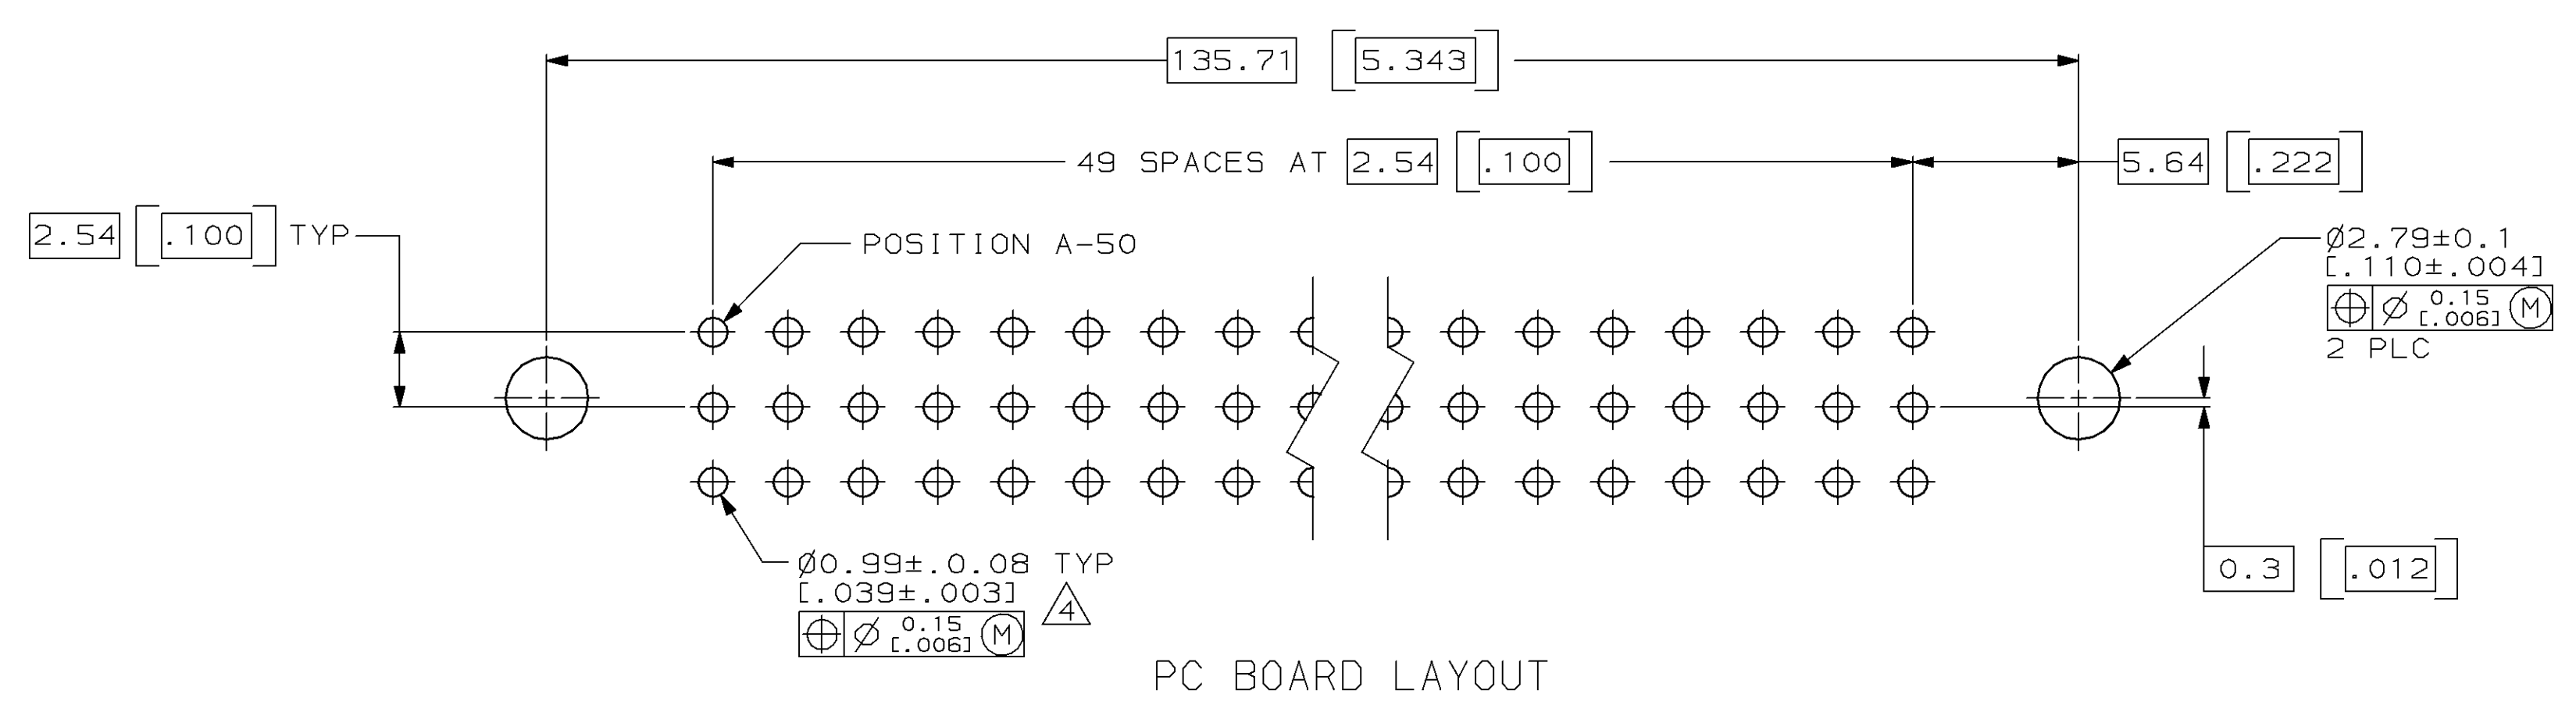 135.71 [5.343]
49 SPACES AT 2.54 [.100]
5.64 [.222]
2.54 [.100] TYP
POSITION A-50
Ø2.79±0.1
[.110±.004]
⌖ Ø 0.15 [.006] Ⓜ
2 PLC
0.3 [.012]
Ø0.99±.0.08 TYP
[.039±.003]
4
⌖ Ø 0.15 [.006] Ⓜ
PC BOARD LAYOUT